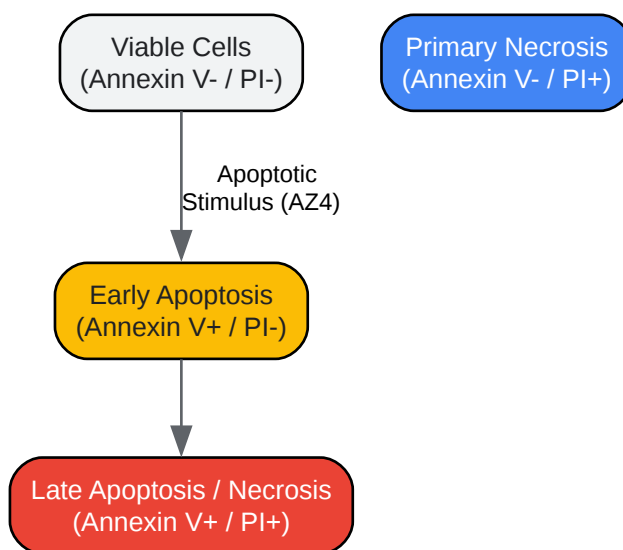 Viable Cells
(Annexin V- / PI-)
Primary Necrosis
(Annexin V- / PI+)
Apoptotic
Stimulus (AZ4)
Early Apoptosis
(Annexin V+ / PI-)
Late Apoptosis / Necrosis
(Annexin V+ / PI+)